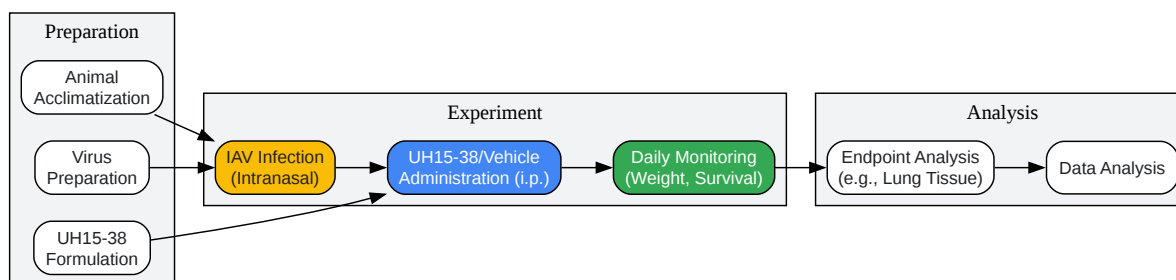 Preparation
Animal
Acclimatization
Virus
Preparation
UH15-38
Formulation
Experiment
IAV Infection
(Intranasal)
UH15-38/Vehicle
Administration (i.p.)
Daily Monitoring
(Weight, Survival)
Analysis
Endpoint Analysis
(e.g., Lung Tissue)
Data Analysis